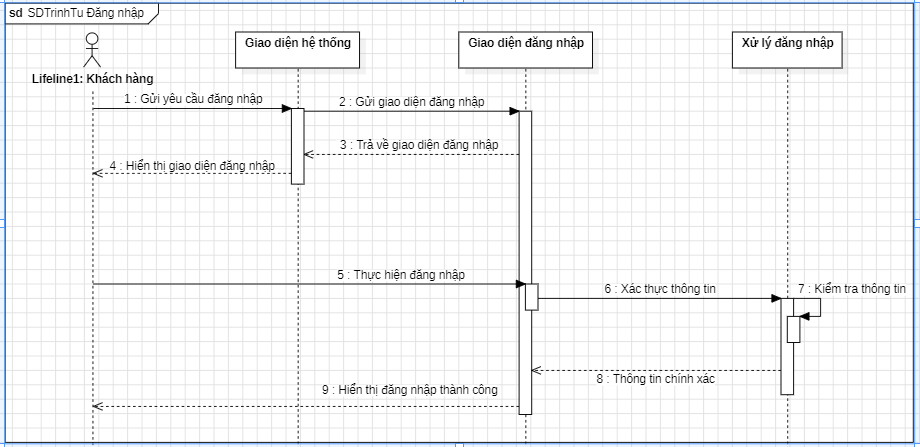 sd SDTrinhTu Đăng nhập
Giao diện hệ thống
Giao diện đăng nhập
Xử lý đăng nhập
Lifeline1: Khách hàng
1 : Gửi yêu cầu đăng nhập
2 : Gửi giao diện đăng nhập
3 : Trả về giao diện đăng nhập
4 : Hiển thị giao diện đăng nhập
5 : Thực hiện đăng nhập
6 : Xác thực thông tin
7 : Kiểm tra thông tin
8 : Thông tin chính xác
9 : Hiển thị đăng nhập thành công